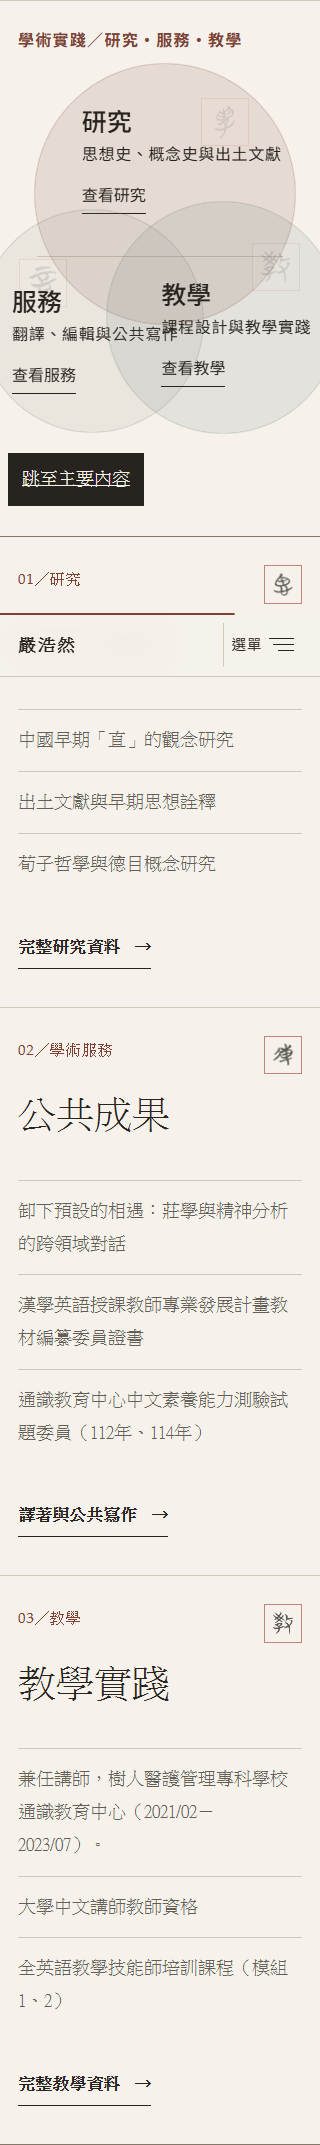 學術實踐／研究・服務・教學
研究
思想史、概念史與出土文獻
查看研究
服務
翻譯、編輯與公共寫作
查看服務
教學
課程設計與教學實踐
查看教學
跳至主要內容
01／研究
嚴浩然
選單
中國早期「直」的觀念研究
出土文獻與早期思想詮釋
荀子哲學與德目概念研究
完整研究資料 →
02／學術服務
公共成果
卸下預設的相遇：莊學與精神分析
的跨領域對話
漢學英語授課教師專業發展計畫教
材編纂委員證書
通識教育中心中文素養能力測驗試
題委員（112年、114年）
譯著與公共寫作 →
03／教學
教學實踐
兼任講師，樹人醫護管理專科學校
通識教育中心（2021/02－
2023/07）。
大學中文講師教師資格
全英語教學技能師培訓課程（模組
1、2）
完整教學資料 →